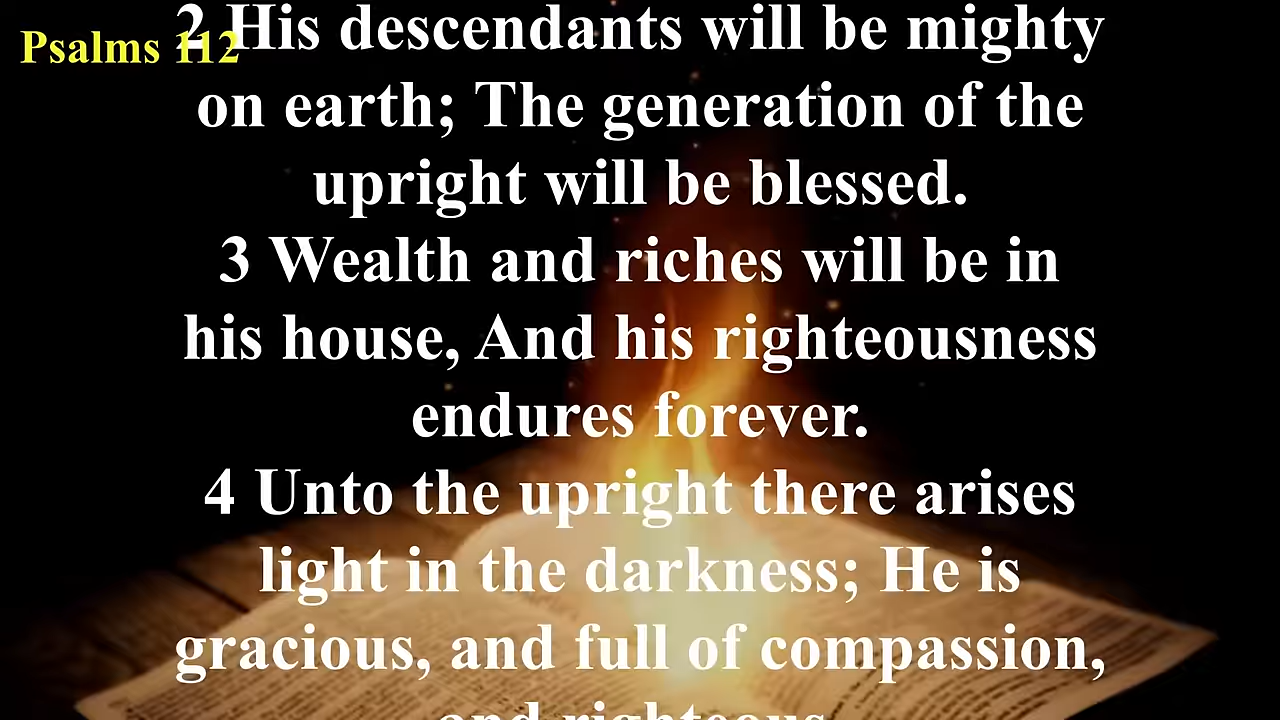 Psalms 112
2 His descendants will be mighty
on earth; The generation of the
upright will be blessed.
3 Wealth and riches will be in
his house, And his righteousness
endures forever.
4 Unto the upright there arises
light in the darkness; He is
gracious, and full of compassion,
and righteous.